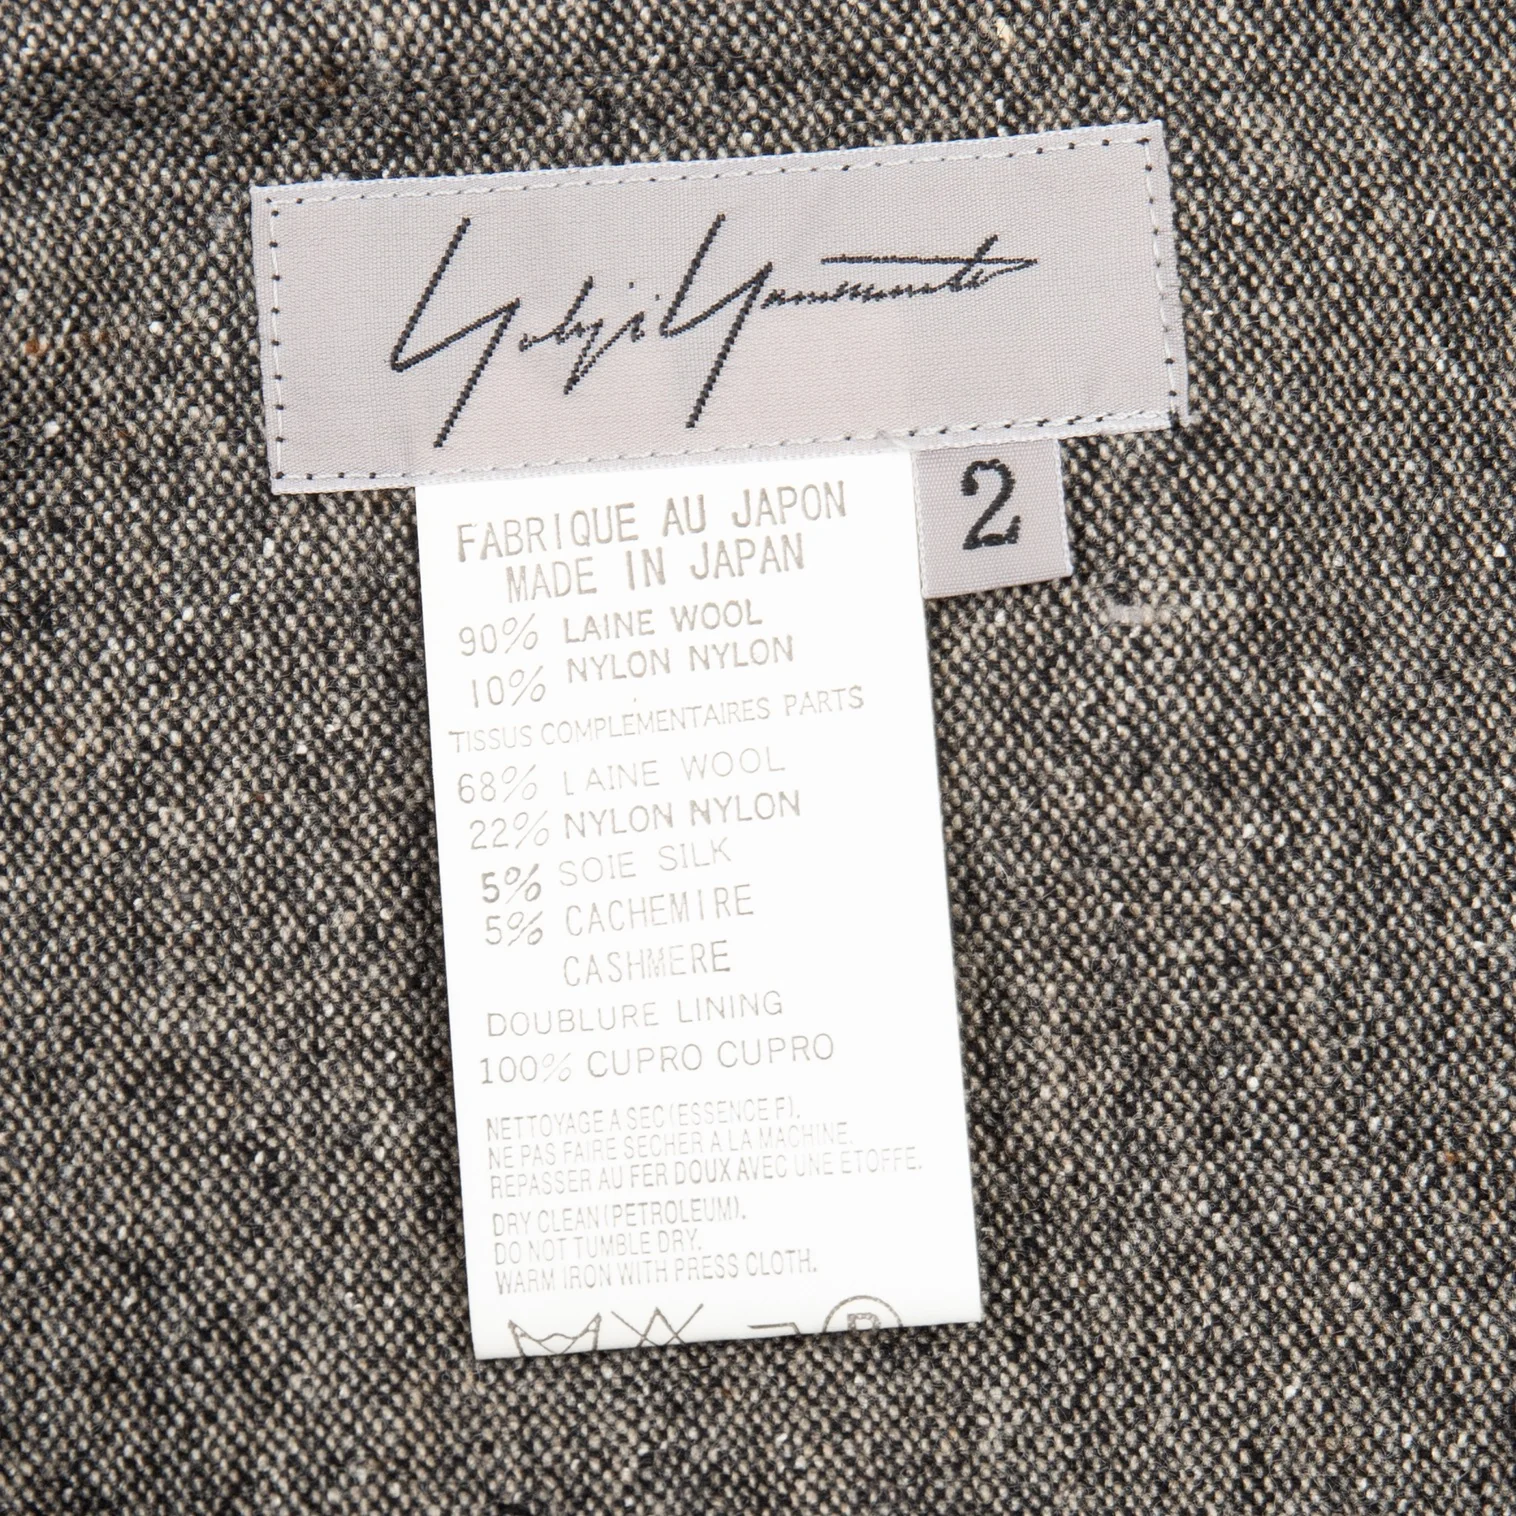 Yohji Yamamoto
2
FABRIQUE AU JAPON
MADE IN JAPAN
90% LAINE WOOL
10% NYLON NYLON
TISSUS COMPLEMENTAIRES PARTS
68% LAINE WOOL
22% NYLON NYLON
5% SOIE SILK
5% CACHEMIRE
CASHMERE
DOUBLURE LINING
100% CUPRO CUPRO
NETTOYAGE A SEC (ESSENCE F).
NE PAS FAIRE SECHER A LA MACHINE.
REPASSER AU FER DOUX AVEC UNE ETOFFE.
DRY CLEAN (PETROLEUM).
DO NOT TUMBLE DRY.
WARM IRON WITH PRESS CLOTH.